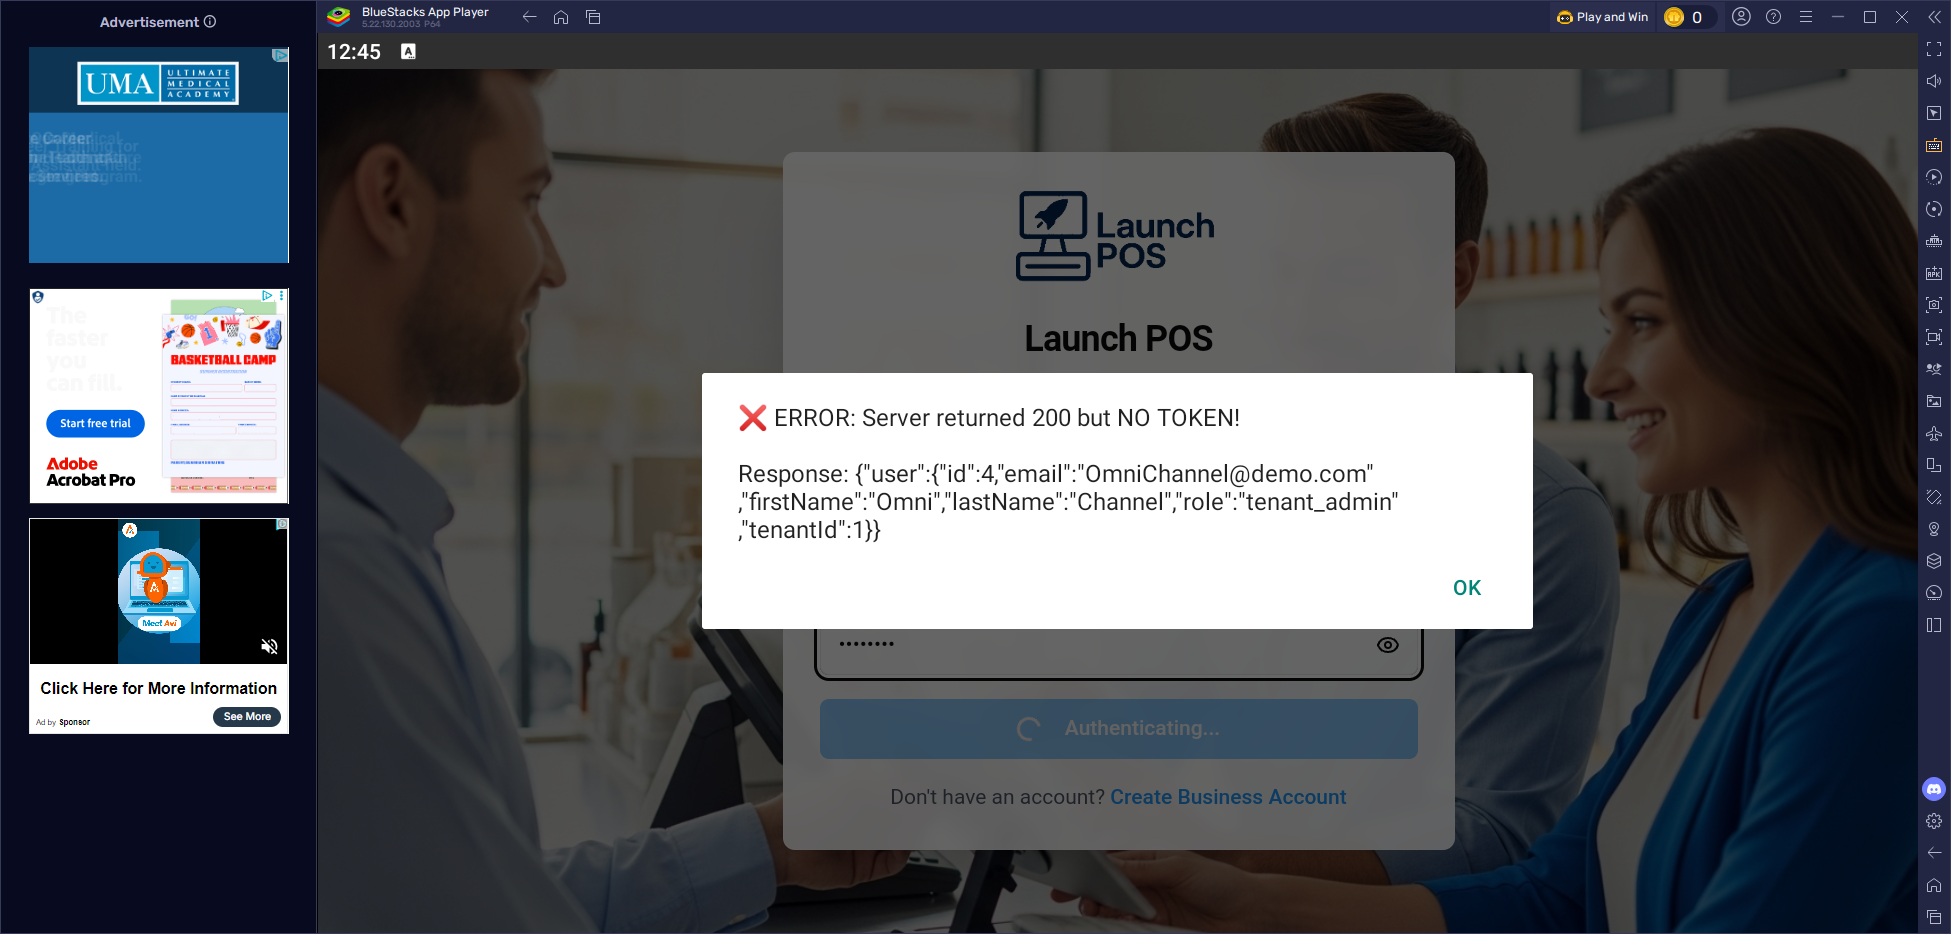 Advertisement
UMA ULTIMATE MEDICAL ACADEMY
The
faster
you
can fill.
Start free trial
Adobe
Acrobat Pro
BASKETBALL CAMP
Meet Avi
Click Here for More Information
Ad by Sponsor
See More
BlueStacks App Player
5.22.130.2003 P64
Play and Win
0
12:45
Launch
POS
Launch POS
❌ ERROR: Server returned 200 but NO TOKEN!
Response: {"user":{"id":4,"email":"OmniChannel@demo.com"
,"firstName":"Omni","lastName":"Channel","role":"tenant_admin"
,"tenantId":1}}
OK
••••••••
Authenticating...
Don't have an account? Create Business Account